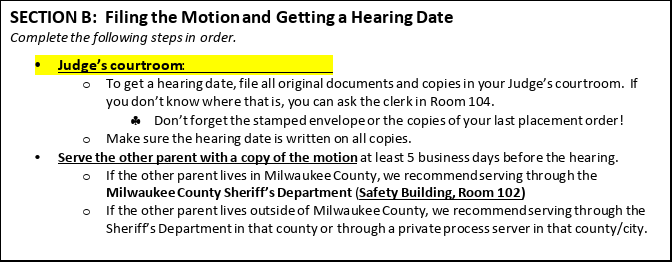 SECTION B:  Filing the Motion and Getting a Hearing Date
Complete the following steps in order.
• Judge's courtroom:
o To get a hearing date, file all original documents and copies in your Judge's courtroom.  If
you don't know where that is, you can ask the clerk in Room 104.
♣ Don't forget the stamped envelope or the copies of your last placement order!
o Make sure the hearing date is written on all copies.
• Serve the other parent with a copy of the motion at least 5 business days before the hearing.
o If the other parent lives in Milwaukee County, we recommend serving through the
Milwaukee County Sheriff's Department (Safety Building, Room 102)
o If the other parent lives outside of Milwaukee County, we recommend serving through the
Sheriff's Department in that county or through a private process server in that county/city.